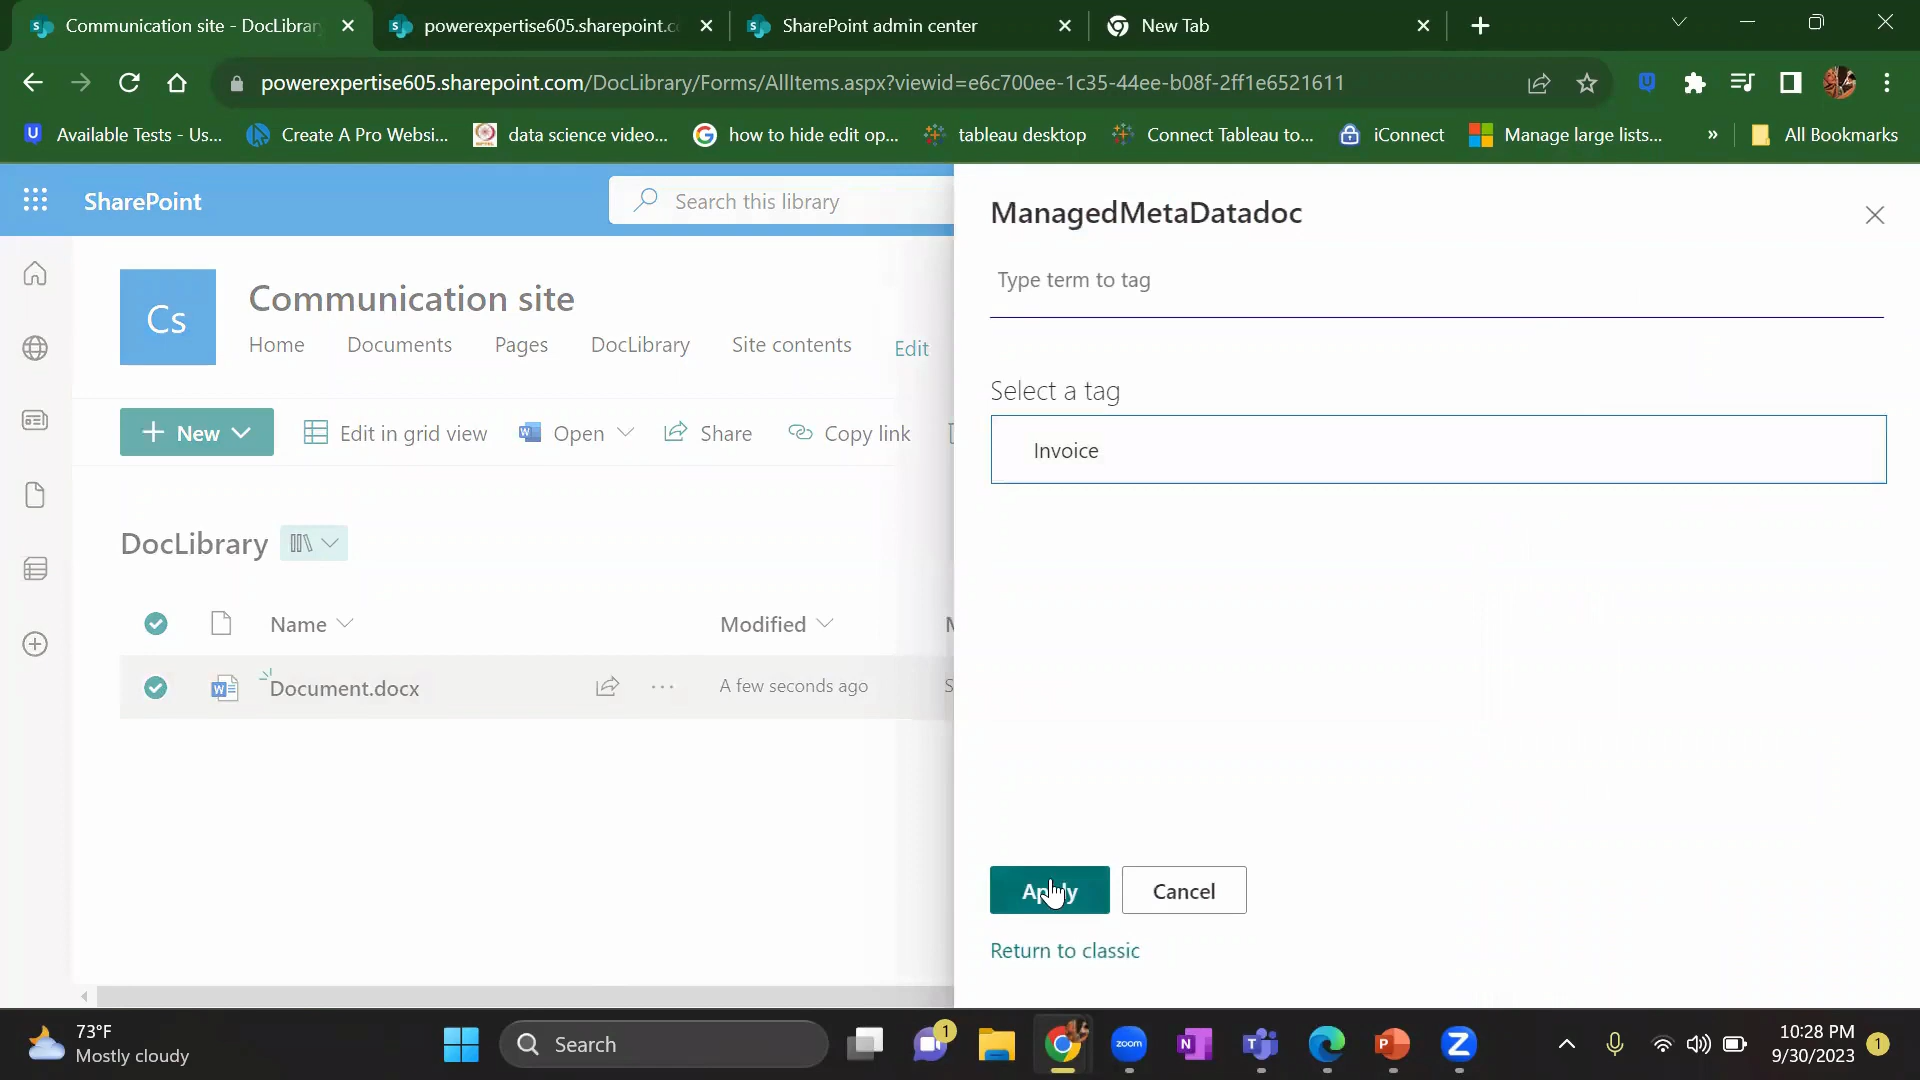 Communication site - DocLibrar
powerexpertise605.sharepoint.c
SharePoint admin center
New Tab
powerexpertise605.sharepoint.com/DocLibrary/Forms/AllItems.aspx?viewid=e6c700ee-1c35-44ee-b08f-2ff1e6521611
Available Tests - Us...
Create A Pro Websi...
data science video...
how to hide edit op...
tableau desktop
Connect Tableau to...
iConnect
Manage large lists...
»
All Bookmarks
SharePoint
Search this library
Cs
Communication site
Home
Documents
Pages
DocLibrary
Site contents
Edit
New
Edit in grid view
Open
Share
Copy link
DocLibrary
Name
Modified
Document.docx
A few seconds ago
ManagedMetaDatadoc
Type term to tag
Select a tag
Invoice
Apply
Cancel
Return to classic
73°F
Mostly cloudy
Search
1
zoom
10:28 PM
9/30/2023
1